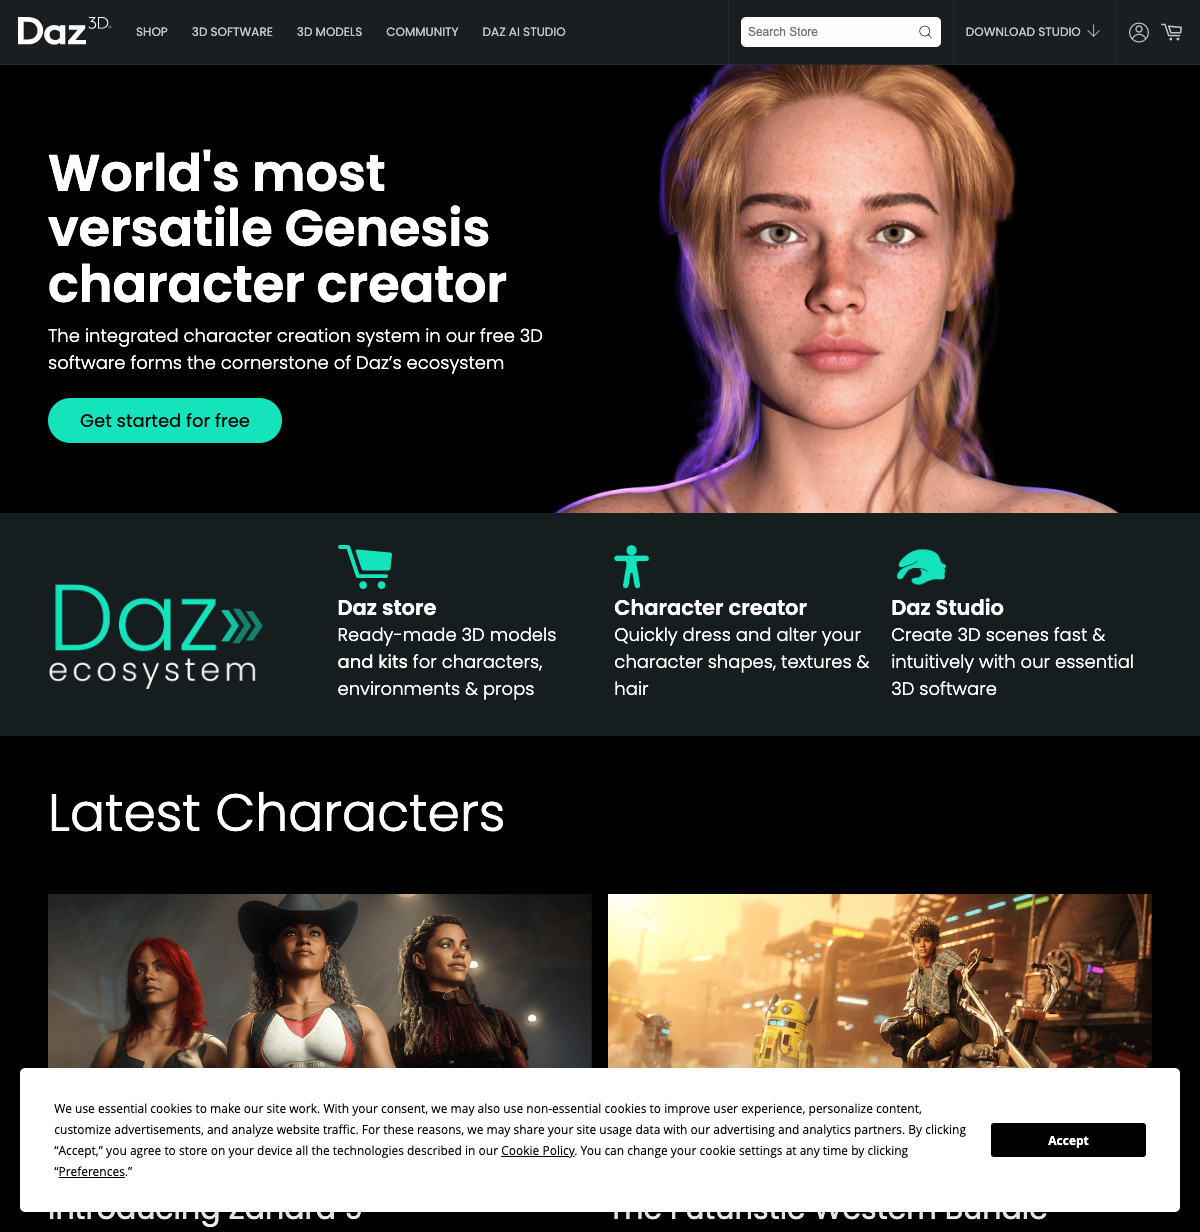 Daz 3D
SHOP
3D SOFTWARE
3D MODELS
COMMUNITY
DAZ AI STUDIO
Search Store
DOWNLOAD STUDIO
World's most
versatile Genesis
character creator
The integrated character creation system in our free 3D
software forms the cornerstone of Daz’s ecosystem
Get started for free
Daz
ecosystem
Daz store
Ready-made 3D models
and kits for characters,
environments & props
Character creator
Quickly dress and alter your
character shapes, textures &
hair
Daz Studio
Create 3D scenes fast &
intuitively with our essential
3D software
Latest Characters
We use essential cookies to make our site work. With your consent, we may also use non-essential cookies to improve user experience, personalize content,
customize advertisements, and analyze website traffic. For these reasons, we may share your site usage data with our advertising and analytics partners. By clicking
“Accept,” you agree to store on your device all the technologies described in our Cookie Policy. You can change your cookie settings at any time by clicking
“Preferences.”
Accept
Introducing Zahara 9
The Futuristic Western Bundle